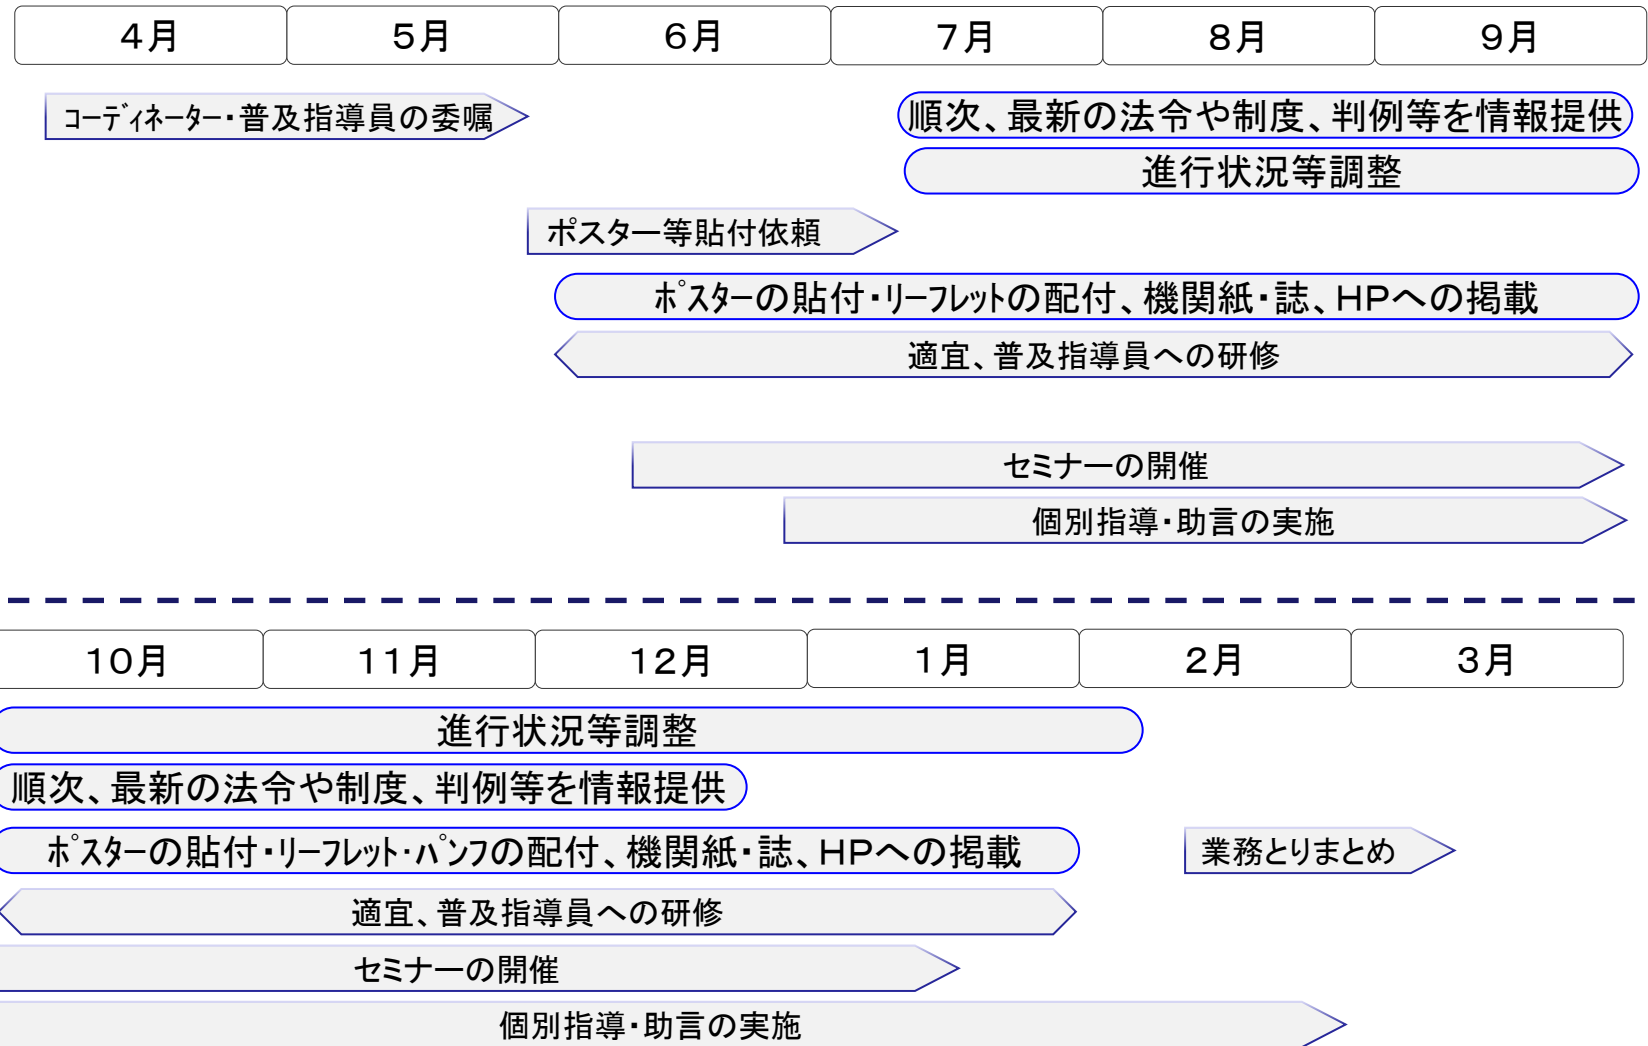 ４月
５月
６月
７月
８月
９月
ｺｰﾃﾞｨﾈｰﾀｰ・普及指導員の委嘱
順次、最新の法令や制度、判例等を情報提供
進行状況等調整
ポスター等貼付依頼
ﾎﾟｽﾀｰの貼付・ﾘｰﾌﾚｯﾄの配付、機関紙・誌、ＨＰへの掲載
適宜、普及指導員への研修
セミナーの開催
個別指導・助言の実施
１０月
１１月
１２月
１月
２月
３月
進行状況等調整
順次、最新の法令や制度、判例等を情報提供
ﾎﾟｽﾀｰの貼付・ﾘｰﾌﾚｯﾄ・ﾊﾟﾝﾌの配付、機関紙・誌、ＨＰへの掲載
業務とりまとめ
適宜、普及指導員への研修
セミナーの開催
個別指導・助言の実施